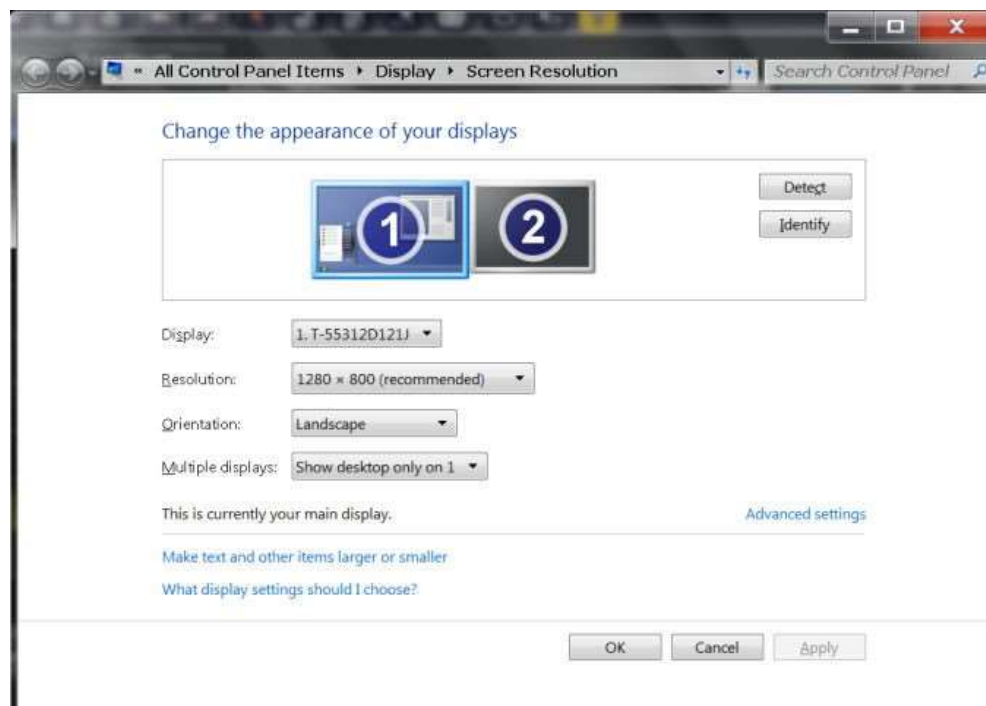 « All Control Panel Items ▸ Display ▸ Screen Resolution Search Control Panel
Change the appearance of your displays
1 2
Detect
Identify
Display: 1. T-55312D121J
Resolution: 1280 × 800 (recommended)
Orientation: Landscape
Multiple displays: Show desktop only on 1
This is currently your main display. Advanced settings
Make text and other items larger or smaller
What display settings should I choose?
OK Cancel Apply